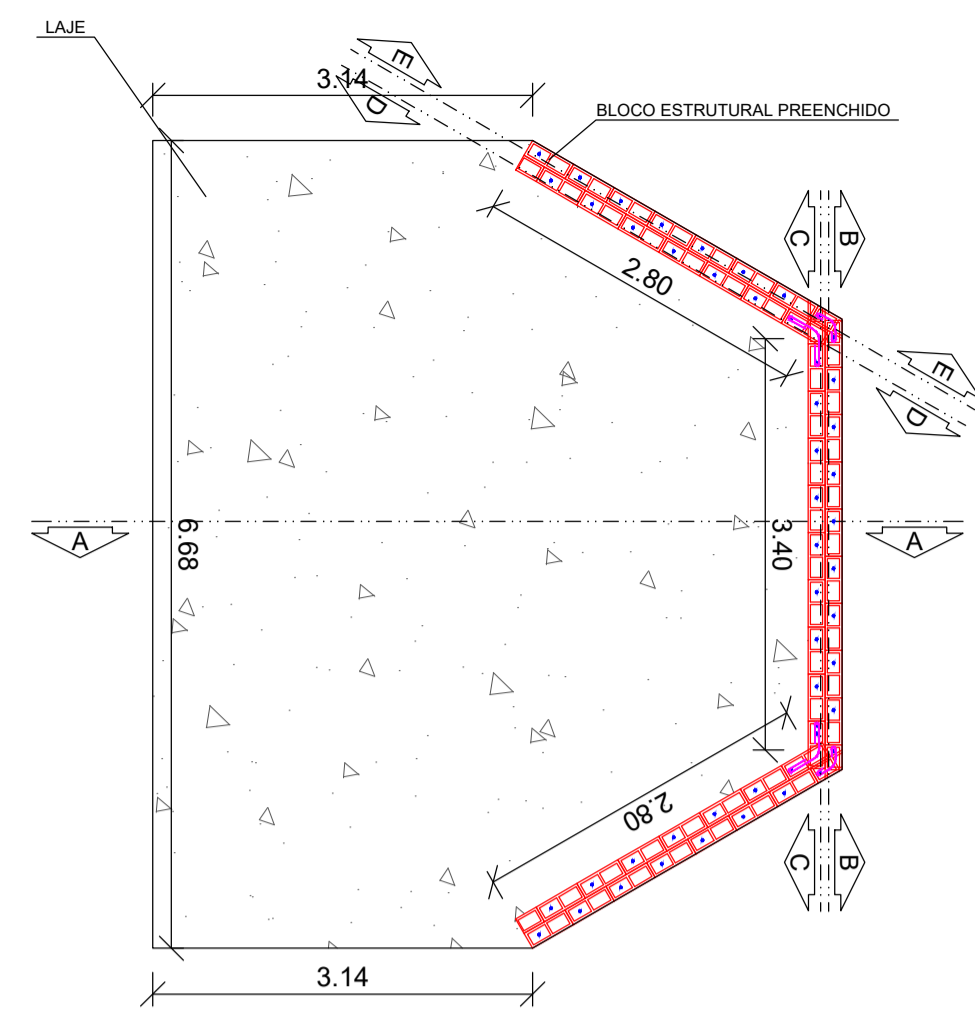 LAJE
E
3.14
D
BLOCO ESTRUTURAL PREENCHIDO
C
B
2.80
E
D
A
6.68
3.40
A
2.80
C
B
3.14